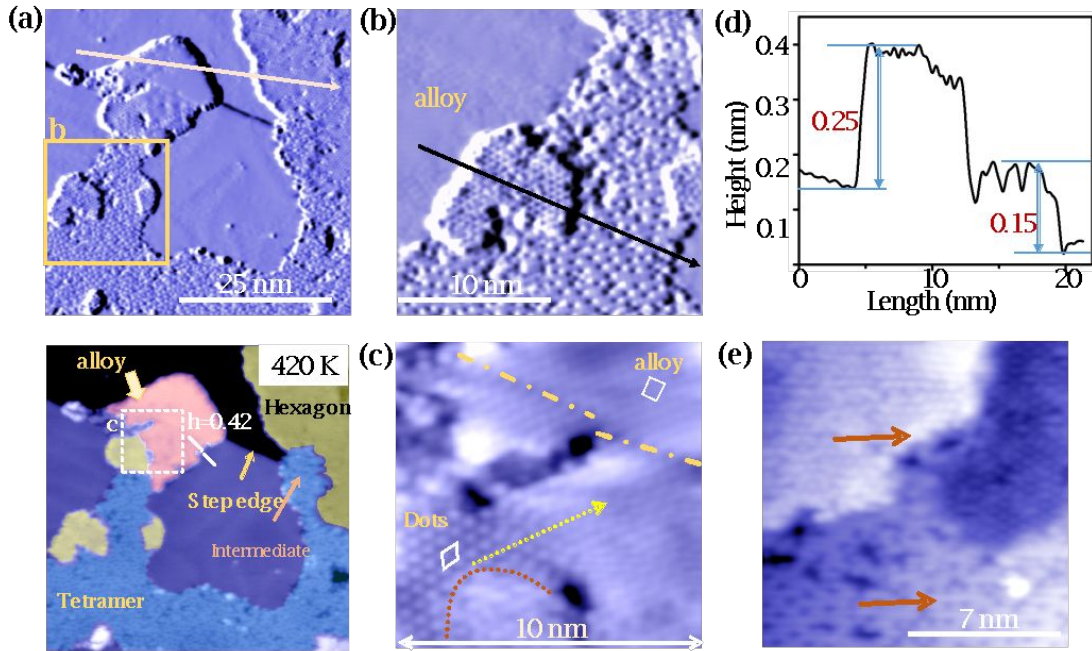 (a)
b
25 nm
(b)
alloy
10 nm
(d)
0.4
0.3
0.2
0.1
0.25
0.15
Height (nm)
0
10
20
Length (nm)
alloy
420 K
Hexagon
c
h=0.42
Step edge
Intermediate
Tetramer
(c)
alloy
Dots
10 nm
(e)
7 nm